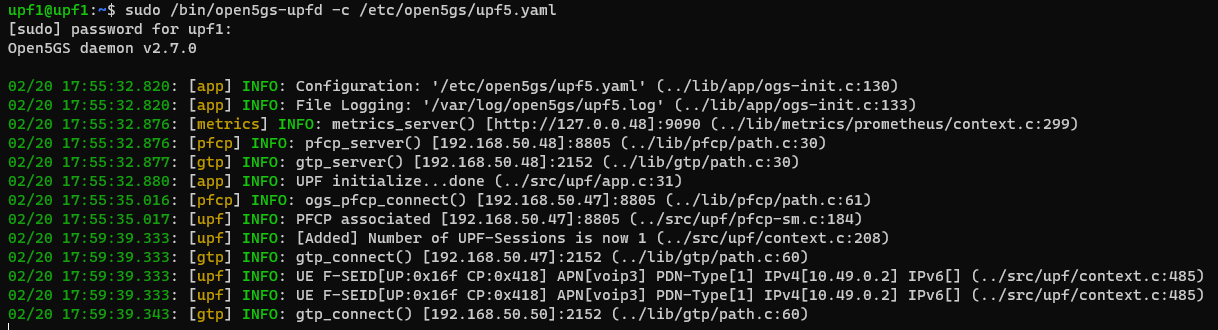 upf1@upf1:~$ sudo /bin/open5gs-upfd -c /etc/open5gs/upf5.yaml
[sudo] password for upf1:
Open5GS daemon v2.7.0
02/20 17:55:32.820: [app] INFO: Configuration: '/etc/open5gs/upf5.yaml' (../lib/app/ogs-init.c:130)
02/20 17:55:32.820: [app] INFO: File Logging: '/var/log/open5gs/upf5.log' (../lib/app/ogs-init.c:133)
02/20 17:55:32.876: [metrics] INFO: metrics_server() [http://127.0.0.48]:9090 (../lib/metrics/prometheus/context.c:299)
02/20 17:55:32.876: [pfcp] INFO: pfcp_server() [192.168.50.48]:8805 (../lib/pfcp/path.c:30)
02/20 17:55:32.877: [gtp] INFO: gtp_server() [192.168.50.48]:2152 (../lib/gtp/path.c:30)
02/20 17:55:32.880: [app] INFO: UPF initialize...done (../src/upf/app.c:31)
02/20 17:55:35.016: [pfcp] INFO: ogs_pfcp_connect() [192.168.50.47]:8805 (../lib/pfcp/path.c:61)
02/20 17:55:35.017: [upf] INFO: PFCP associated [192.168.50.47]:8805 (../src/upf/pfcp-sm.c:184)
02/20 17:59:39.333: [upf] INFO: [Added] Number of UPF-Sessions is now 1 (../src/upf/context.c:208)
02/20 17:59:39.333: [gtp] INFO: gtp_connect() [192.168.50.47]:2152 (../lib/gtp/path.c:60)
02/20 17:59:39.333: [upf] INFO: UE F-SEID[UP:0x16f CP:0x418] APN[voip3] PDN-Type[1] IPv4[10.49.0.2] IPv6[] (../src/upf/context.c:485)
02/20 17:59:39.333: [upf] INFO: UE F-SEID[UP:0x16f CP:0x418] APN[voip3] PDN-Type[1] IPv4[10.49.0.2] IPv6[] (../src/upf/context.c:485)
02/20 17:59:39.343: [gtp] INFO: gtp_connect() [192.168.50.50]:2152 (../lib/gtp/path.c:60)